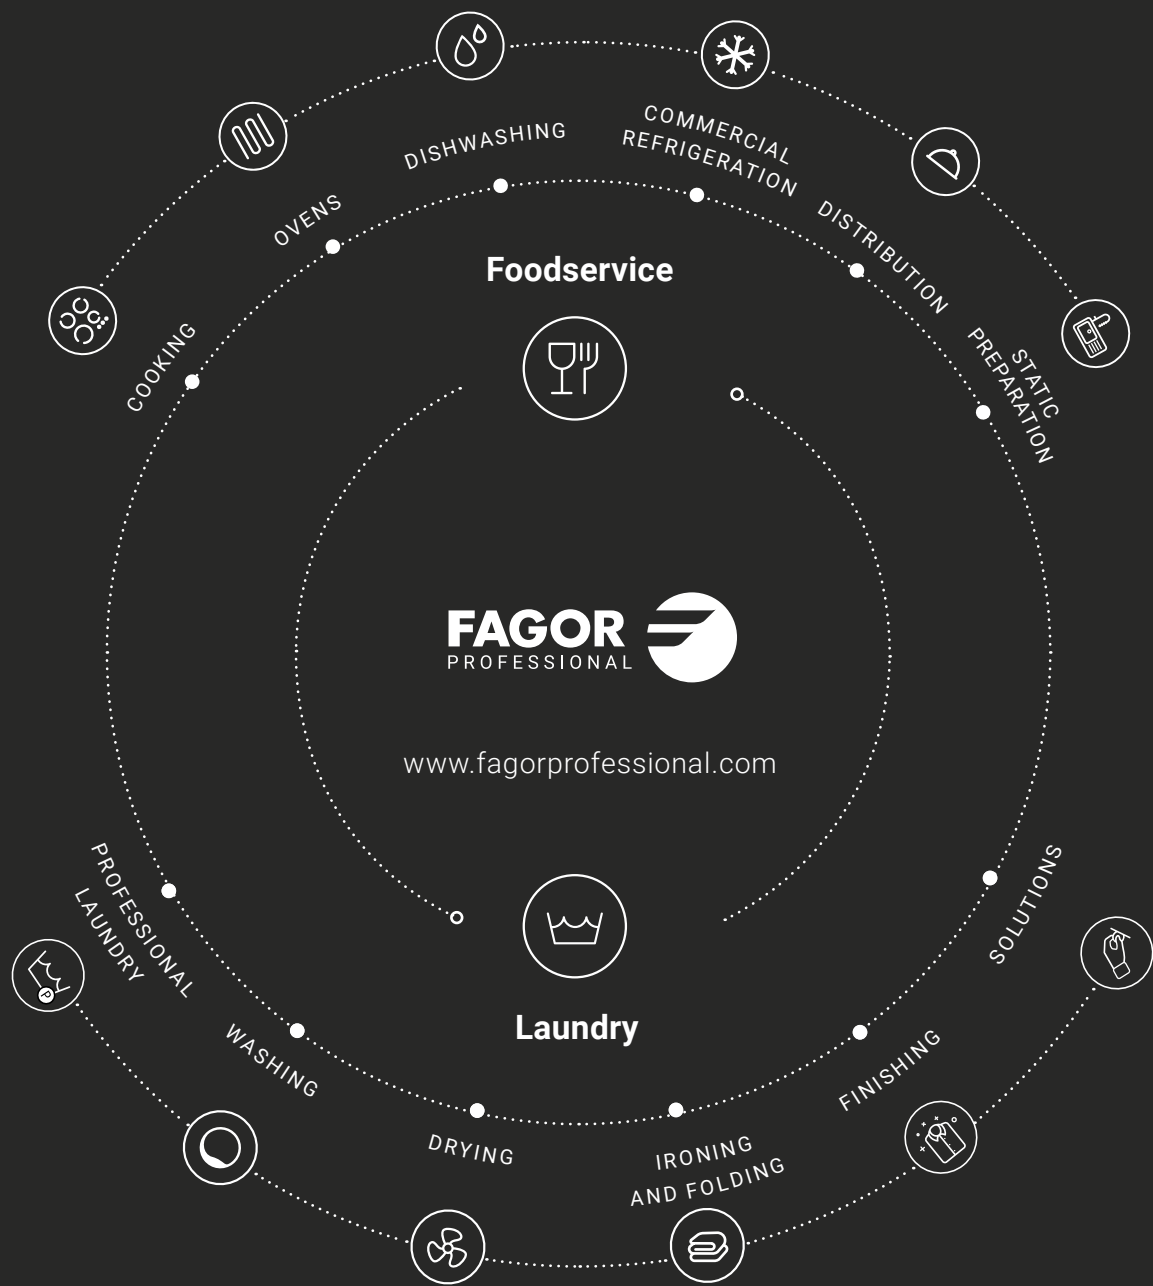 DISHWASHING
COMMERCIAL
REFRIGERATION
OVENS
DISTRIBUTION
Foodservice
COOKING
STATIC
PREPARATION
FAGOR
PROFESSIONAL
www.fagorprofessional.com
PROFESSIONAL
LAUNDRY
SOLUTIONS
P
Laundry
WASHING
FINISHING
DRYING
IRONING
AND FOLDING